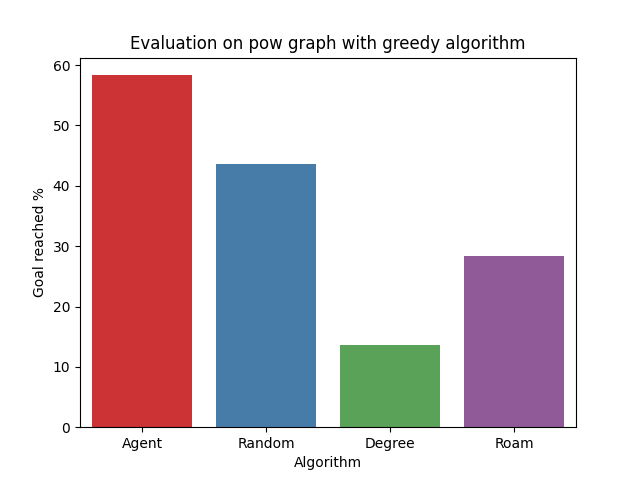 Evaluation on pow graph with greedy algorithm
60
50
40
30
20
10
0
Goal reached %
Agent Random Degree Roam
Algorithm